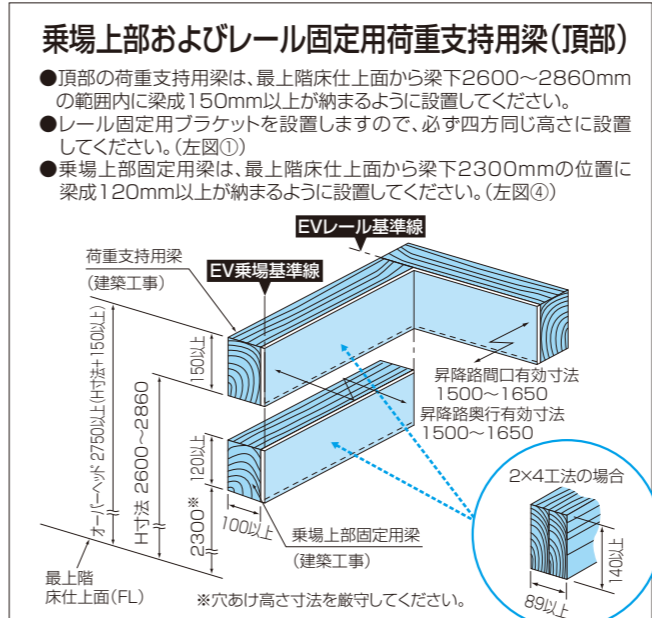 乗場上部およびレール固定用荷重支持用梁(頂部)
●頂部の荷重支持用梁は、最上階床仕上面から梁下2600～2860mm
の範囲内に梁成150mm以上が納まるように設置してください。
●レール固定用ブラケットを設置しますので、必ず四方同じ高さに設置
してください。(左図①)
●乗場上部固定用梁は、最上階床仕上面から梁下2300mmの位置に
梁成120mm以上が納まるように設置してください。(左図④)
EVレール基準線
荷重支持用梁
(建築工事)
EV乗場基準線
オーバーヘッド 2750以上(H寸法+150以上)
H寸法 2600～2860
150以上
120以上
2300※
100以上
昇降路間口有効寸法
1500～1650
昇降路奥行有効寸法
1500～1650
乗場上部固定用梁
(建築工事)
2×4工法の場合
140以上
89以上
最上階
床仕上面(FL)
※穴あけ高さ寸法を厳守してください。